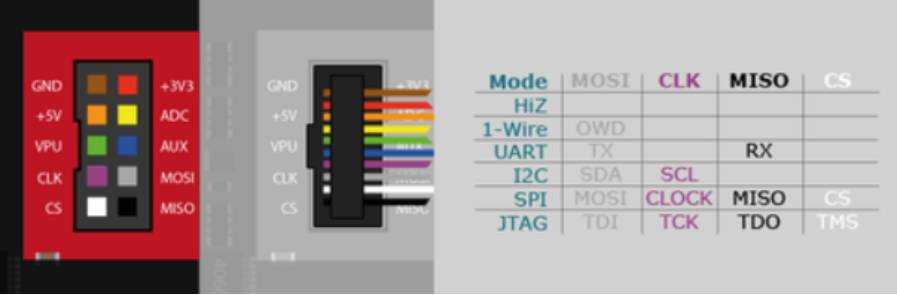 GND +3V3
+5V ADC
VPU AUX
CLK MOSI
CS MISO
GND +3V3
+5V
VPU
CLK
CS
Mode MOSI CLK MISO CS
HiZ
1-Wire OWD
UART TX RX
I2C SDA SCL
SPI MOSI CLOCK MISO CS
JTAG TDI TCK TDO TMS